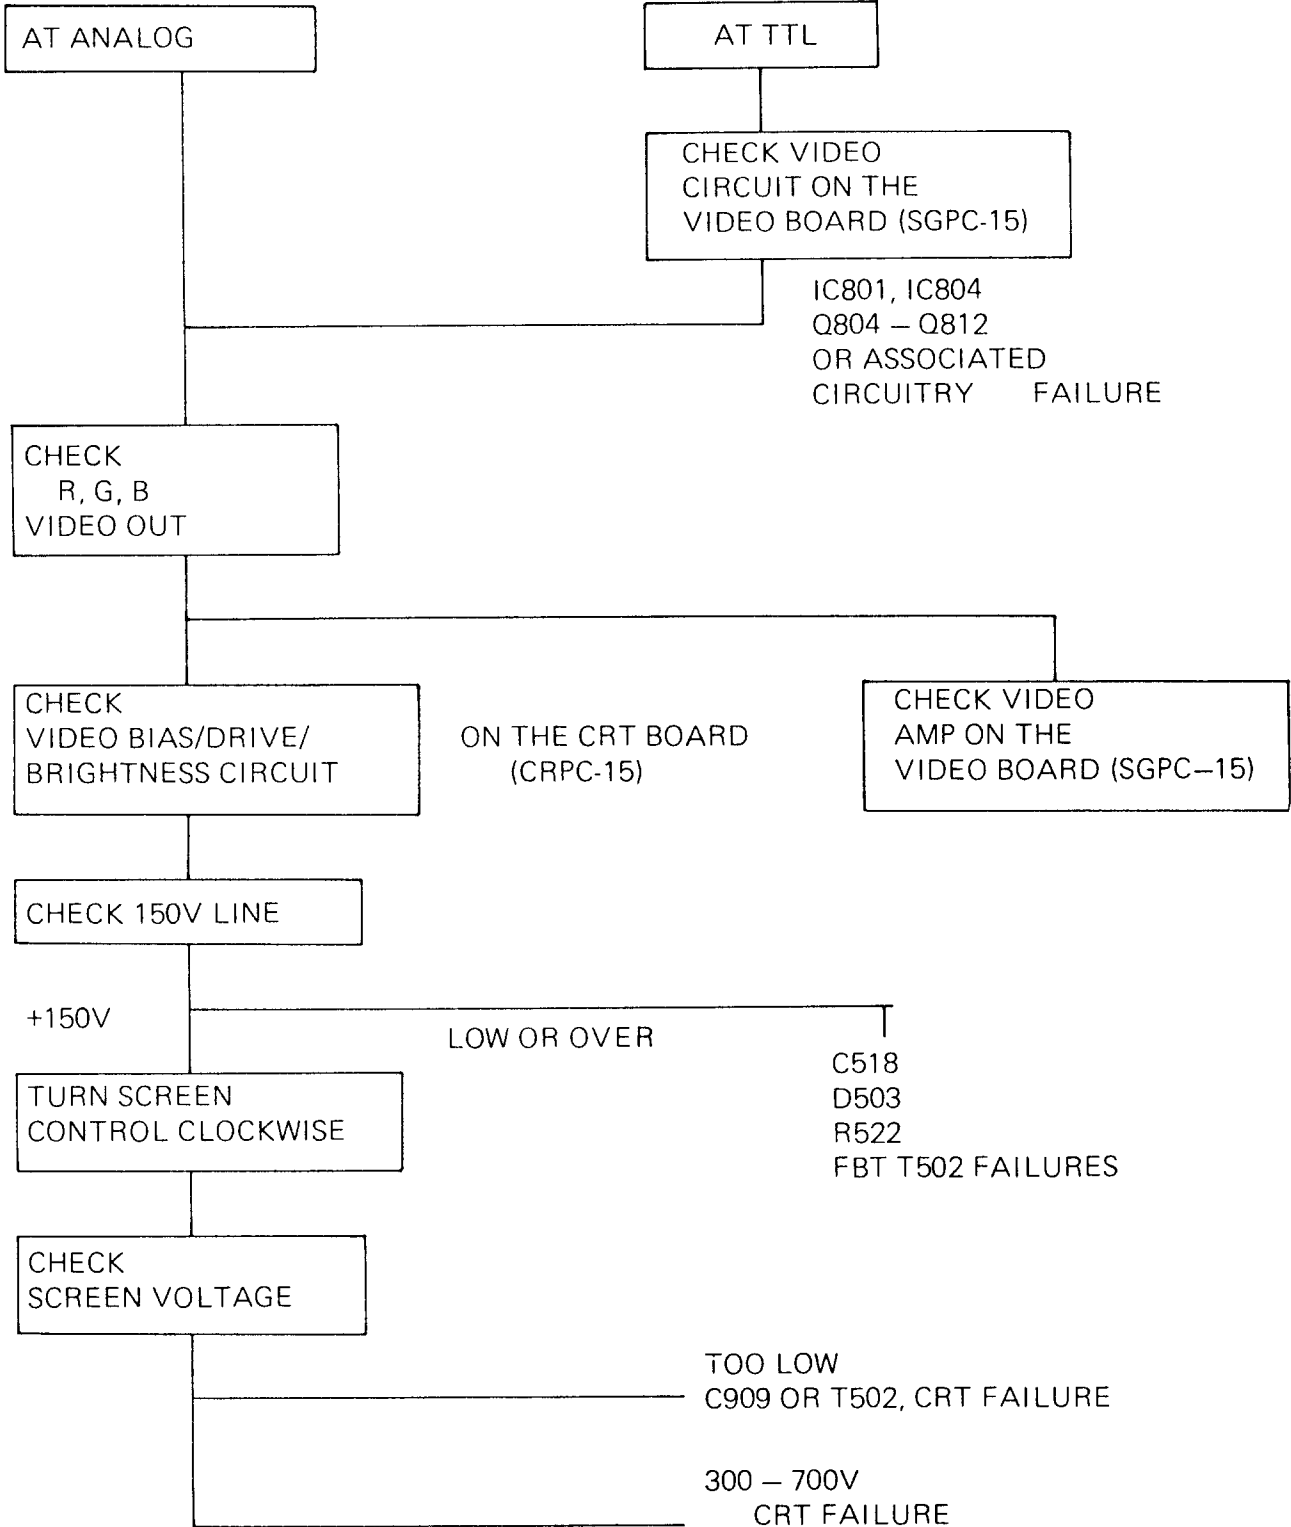 AT ANALOG
AT TTL
CHECK VIDEO
CIRCUIT ON THE
VIDEO BOARD (SGPC-15)
IC801, IC804
Q804 – Q812
OR ASSOCIATED
CIRCUITRY FAILURE
CHECK
R, G, B
VIDEO OUT
CHECK
VIDEO BIAS/DRIVE/
BRIGHTNESS CIRCUIT
ON THE CRT BOARD
(CRPC-15)
CHECK VIDEO
AMP ON THE
VIDEO BOARD (SGPC–15)
CHECK 150V LINE
+150V
LOW OR OVER
C518
D503
R522
FBT T502 FAILURES
TURN SCREEN
CONTROL CLOCKWISE
CHECK
SCREEN VOLTAGE
TOO LOW
C909 OR T502, CRT FAILURE
300 – 700V
CRT FAILURE